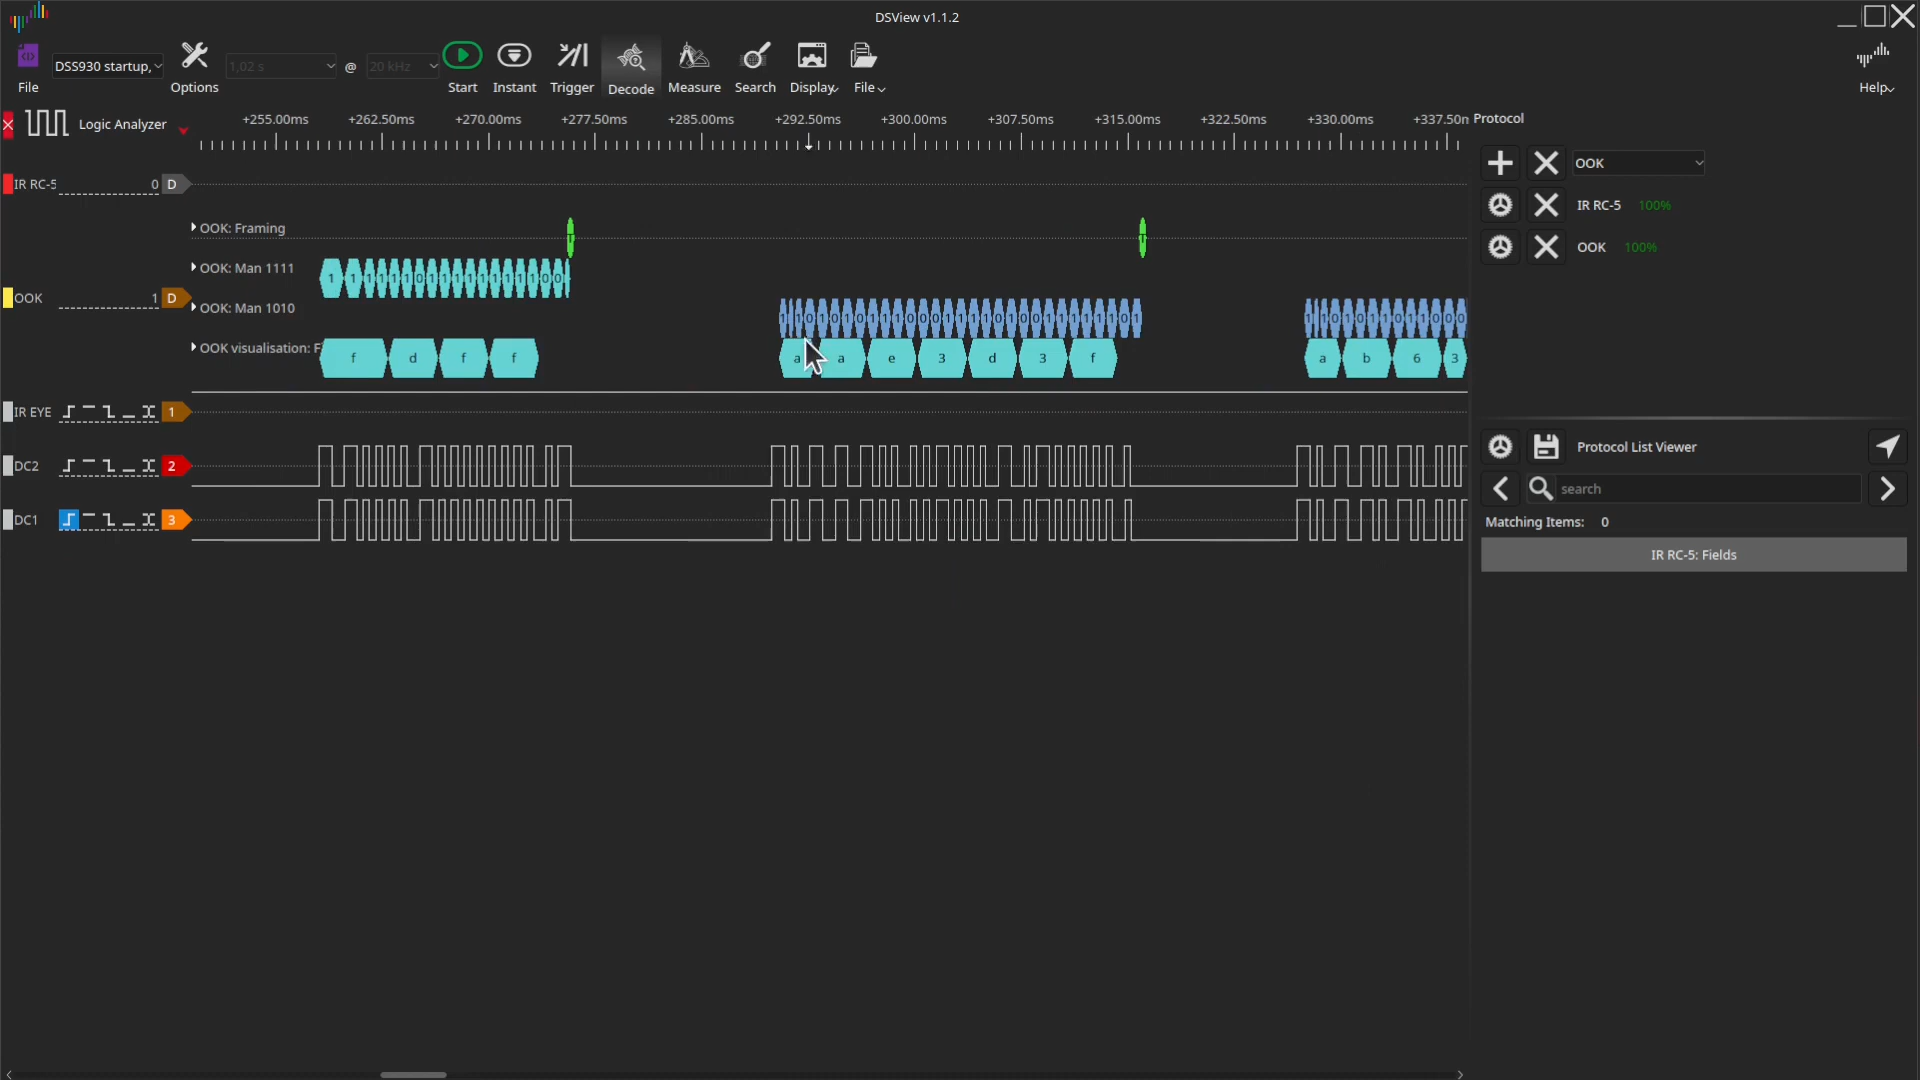 DSView v1.1.2
DSS930 startup,
1,02 s
@
20 kHz
File
Options
Start
Instant
Trigger
Decode
Measure
Search
Display
File
Help
Logic Analyzer
+255.00ms +262.50ms +270.00ms +277.50ms +285.00ms +292.50ms +300.00ms +307.50ms +315.00ms +322.50ms +330.00ms +337.50m
Protocol
OOK
IR RC-5 0 D
IR RC-5 100%
OOK: Framing
OOK 100%
OOK: Man 1111
OOK 1 D
OOK: Man 1010
OOK visualisation: F
f d f f a a e 3 d 3 f a b 6 3
IR EYE 1
DC2 2
DC1 3
Protocol List Viewer
search
Matching Items: 0
IR RC-5: Fields